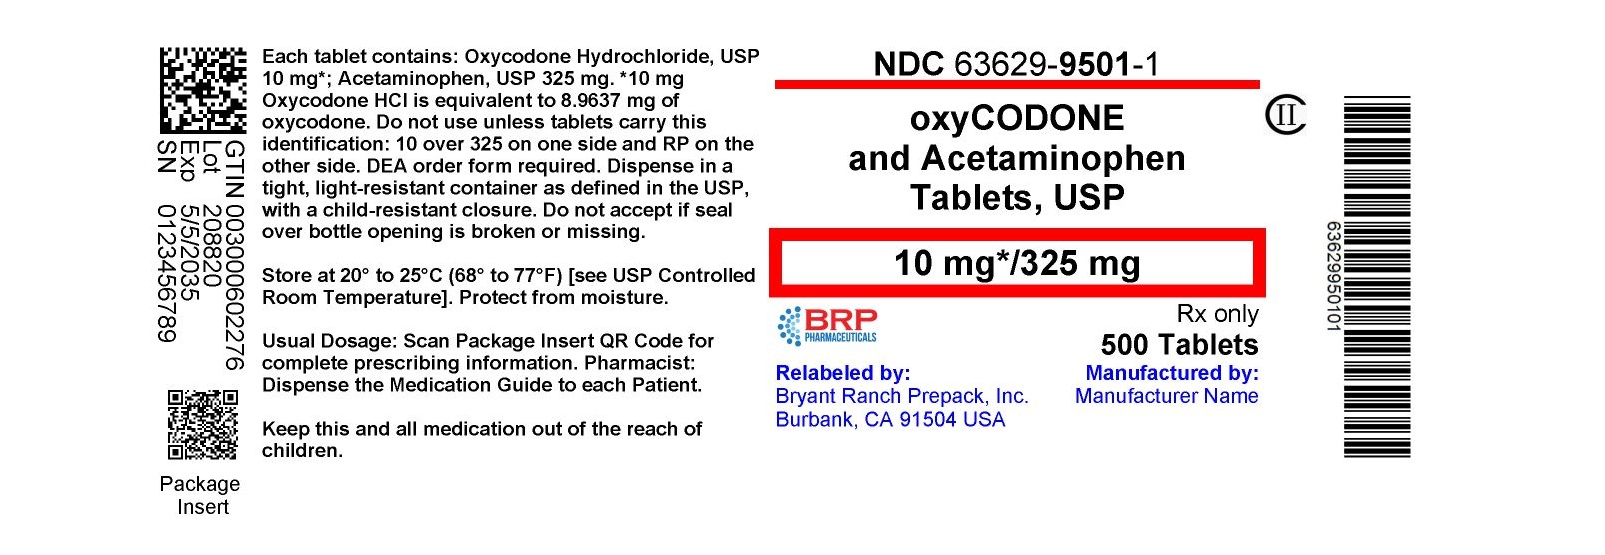 Each tablet contains: Oxycodone Hydrochloride, USP
10 mg*; Acetaminophen, USP 325 mg. *10 mg
Oxycodone HCl is equivalent to 8.9637 mg of
oxycodone. Do not use unless tablets carry this
identification: 10 over 325 on one side and RP on the
other side. DEA order form required. Dispense in a
tight, light-resistant container as defined in the USP,
with a child-resistant closure. Do not accept if seal
over bottle opening is broken or missing.
Store at 20° to 25°C (68° to 77°F) [see USP Controlled
Room Temperature]. Protect from moisture.
Usual Dosage: Scan Package Insert QR Code for
complete prescribing information. Pharmacist:
Dispense the Medication Guide to each Patient.
Keep this and all medication out of the reach of
children.
GTIN 00300060602276
Lot 208820
Exp 5/5/2035
SN 0123456789
Package
Insert
NDC 63629-9501-1
oxyCODONE
and Acetaminophen
Tablets, USP
CII
10 mg*/325 mg
BRP
PHARMACEUTICALS
Rx only
500 Tablets
Relabeled by:
Bryant Ranch Prepack, Inc.
Burbank, CA 91504 USA
Manufactured by:
Manufacturer Name
636299950101